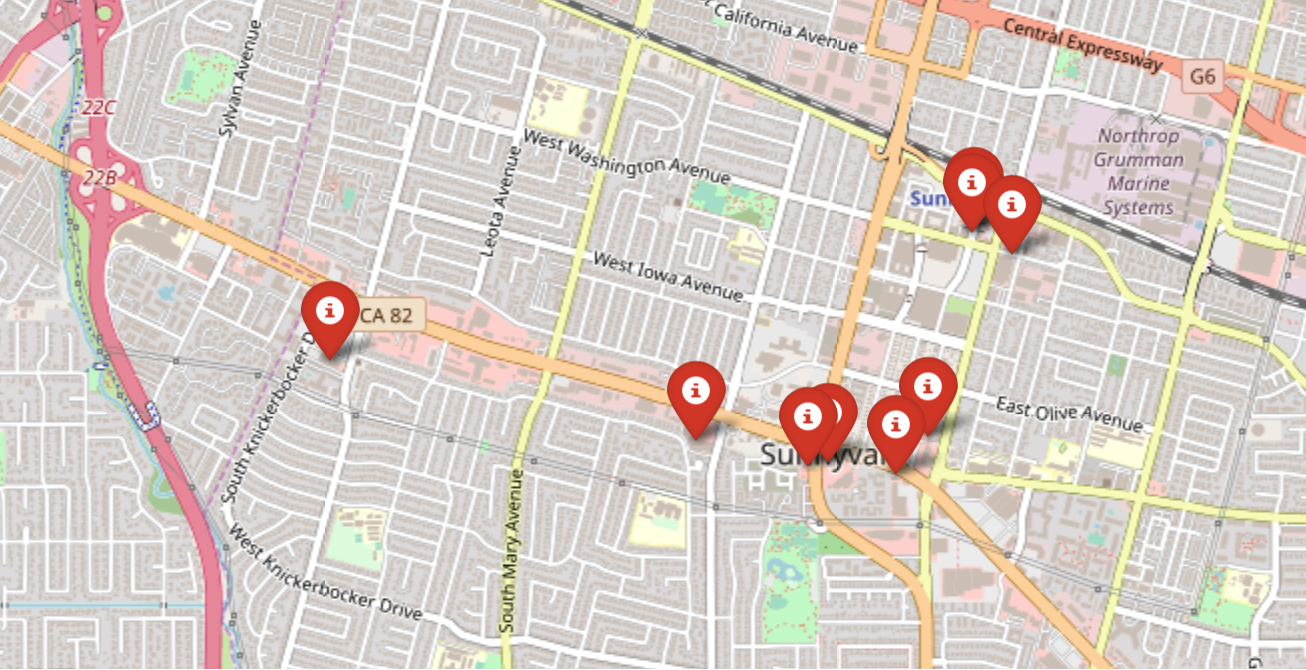 California Avenue
Central Expressway
G6
22C
Sylvan Avenue
Northrop
Grumman
Marine
Systems
West Washington Avenue
22B
Leota Avenue
West Iowa Avenue
CA 82
South Knickerbocker
East Olive Avenue
South Mary Avenue
West Knickerbocker Drive